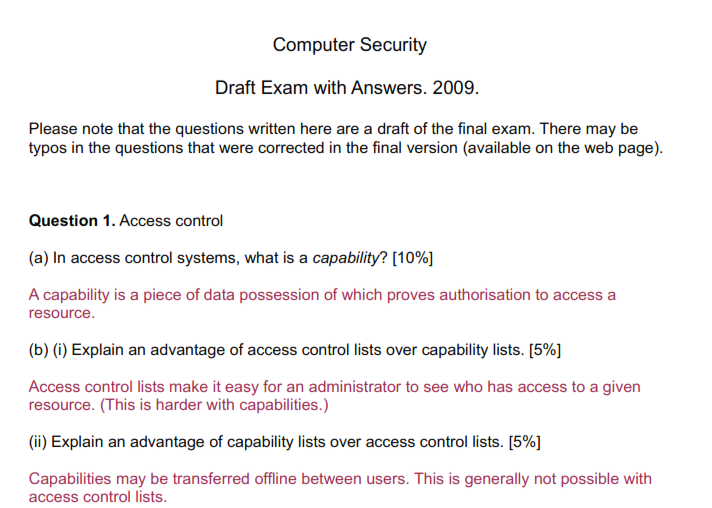 Computer Security
Draft Exam with Answers. 2009.
Please note that the questions written here are a draft of the final exam. There may be
typos in the questions that were corrected in the final version (available on the web page).
Question 1. Access control
(a) In access control systems, what is a capability? [10%]
A capability is a piece of data possession of which proves authorisation to access a
resource.
(b) (i) Explain an advantage of access control lists over capability lists. [5%]
Access control lists make it easy for an administrator to see who has access to a given
resource. (This is harder with capabilities.)
(ii) Explain an advantage of capability lists over access control lists. [5%]
Capabilities may be transferred offline between users. This is generally not possible with
access control lists.